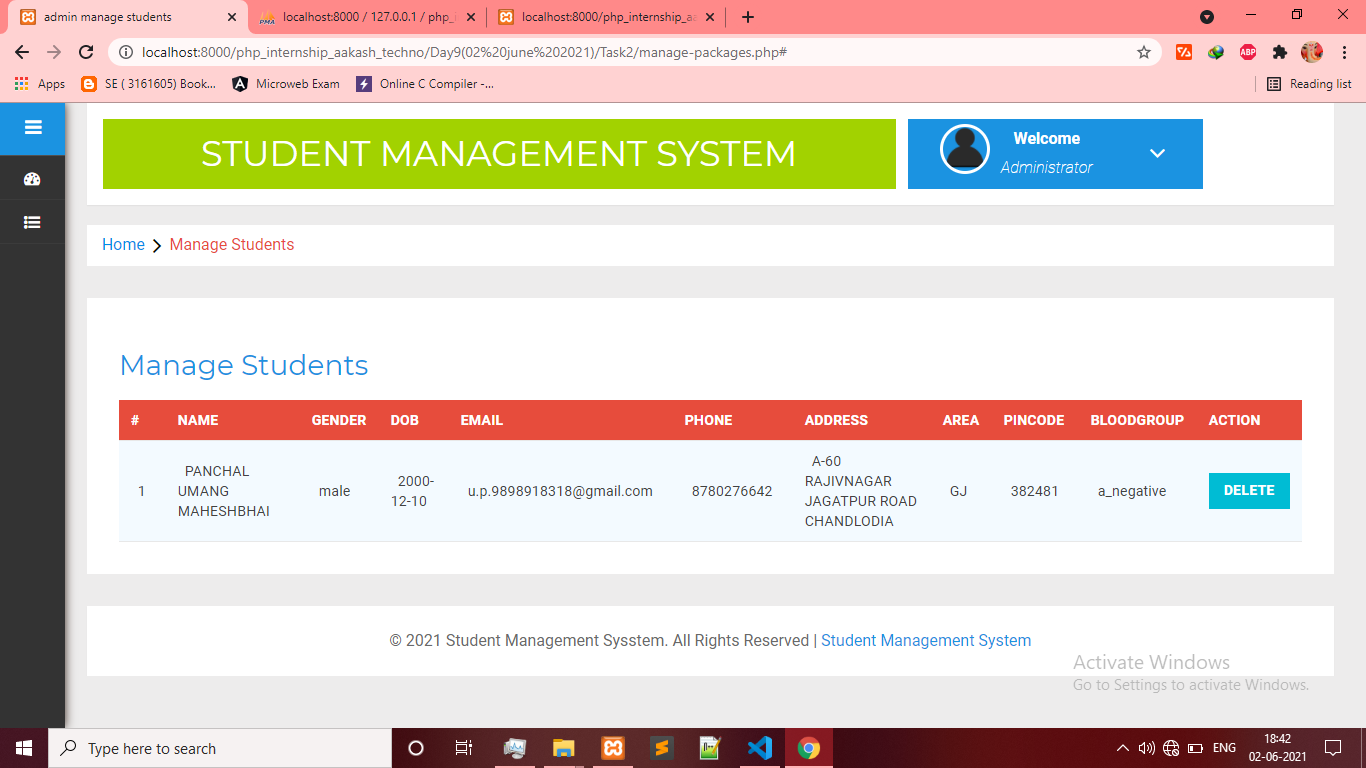 admin manage students
localhost:8000 / 127.0.0.1 / php_i
localhost:8000/php_internship_aa
localhost:8000/php_internship_aakash_techno/Day9(02%20june%202021)/Task2/manage-packages.php#
ABP
Apps
SE ( 3161605) Book...
Microweb Exam
Online C Compiler -...
Reading list
STUDENT MANAGEMENT SYSTEM
Welcome
Administrator
Home
Manage Students
Manage Students
# NAME GENDER DOB EMAIL PHONE ADDRESS AREA PINCODE BLOODGROUP ACTION
1
PANCHAL
UMANG
MAHESHBHAI
male
2000-
12-10
u.p.9898918318@gmail.com
8780276642
A-60
RAJIVNAGAR
JAGATPUR ROAD
CHANDLODIA
GJ
382481
a_negative
DELETE
© 2021 Student Management Sysstem. All Rights Reserved | Student Management System
Activate Windows
Go to Settings to activate Windows.
Type here to search
ENG
18:42
02-06-2021